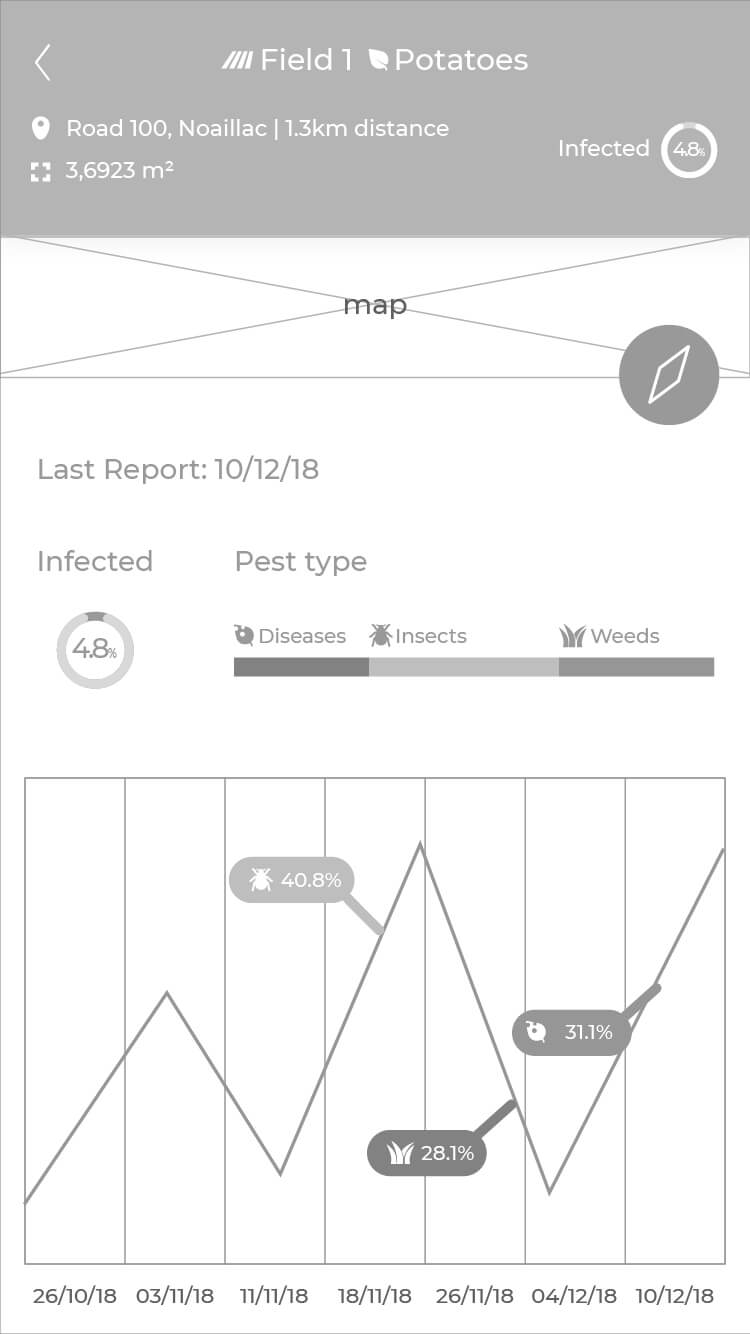 Field 1 Potatoes
Road 100, Noaillac | 1.3km distance
3,6923 m²
Infected 4.8%
map
Last Report: 10/12/18
Infected Pest type
Diseases Insects Weeds
4.8%
40.8%
31.1%
28.1%
26/10/18 03/11/18 11/11/18 18/11/18 26/11/18 04/12/18 10/12/18